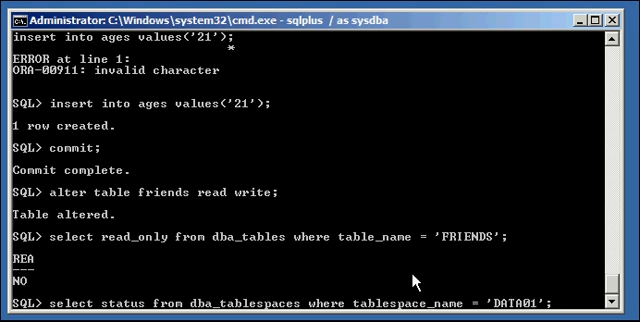 Administrator: C:\Windows\system32\cmd.exe - sqlplus / as sysdba
insert into ages values('21');
*
ERROR at line 1:
ORA-00911: invalid character
SQL> insert into ages values('21');
1 row created.
SQL> commit;
Commit complete.
SQL> alter table friends read write;
Table altered.
SQL> select read_only from dba_tables where table_name = 'FRIENDS';
REA
---
NO
SQL> select status from dba_tablespaces where tablespace_name = 'DATA01';